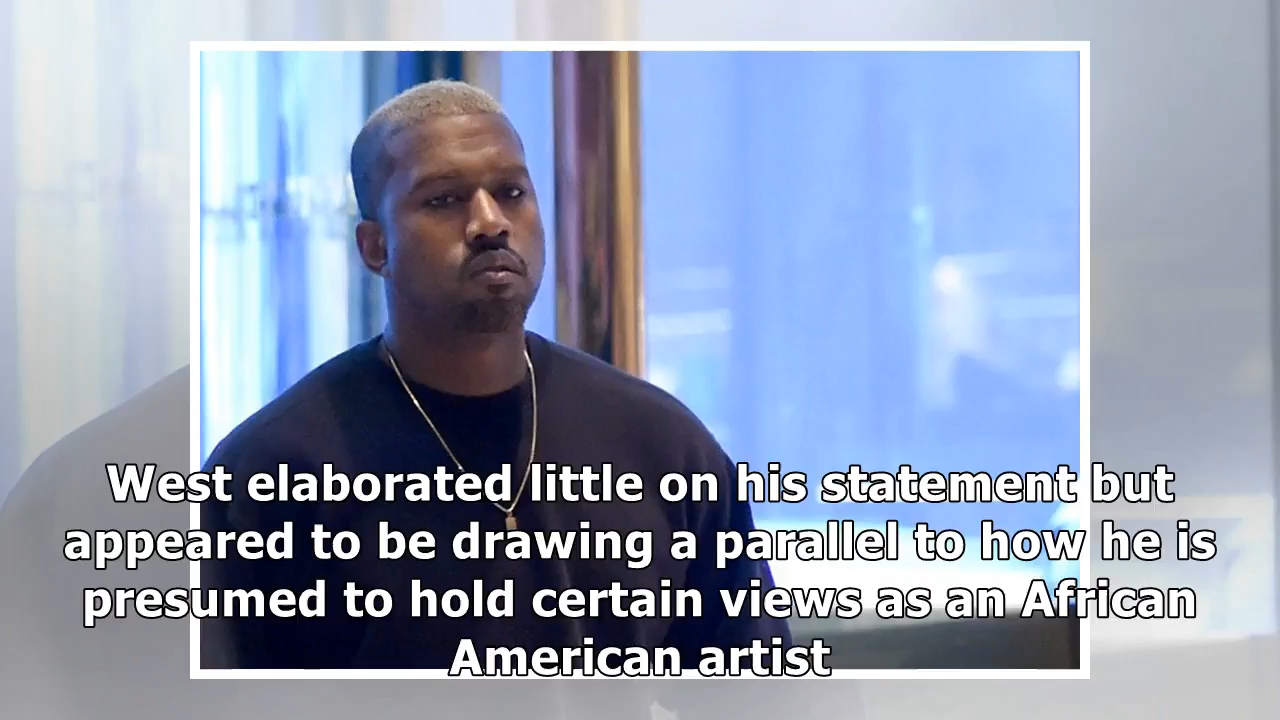 West elaborated little on his statement but
appeared to be drawing a parallel to how he is
presumed to hold certain views as an African
American artist